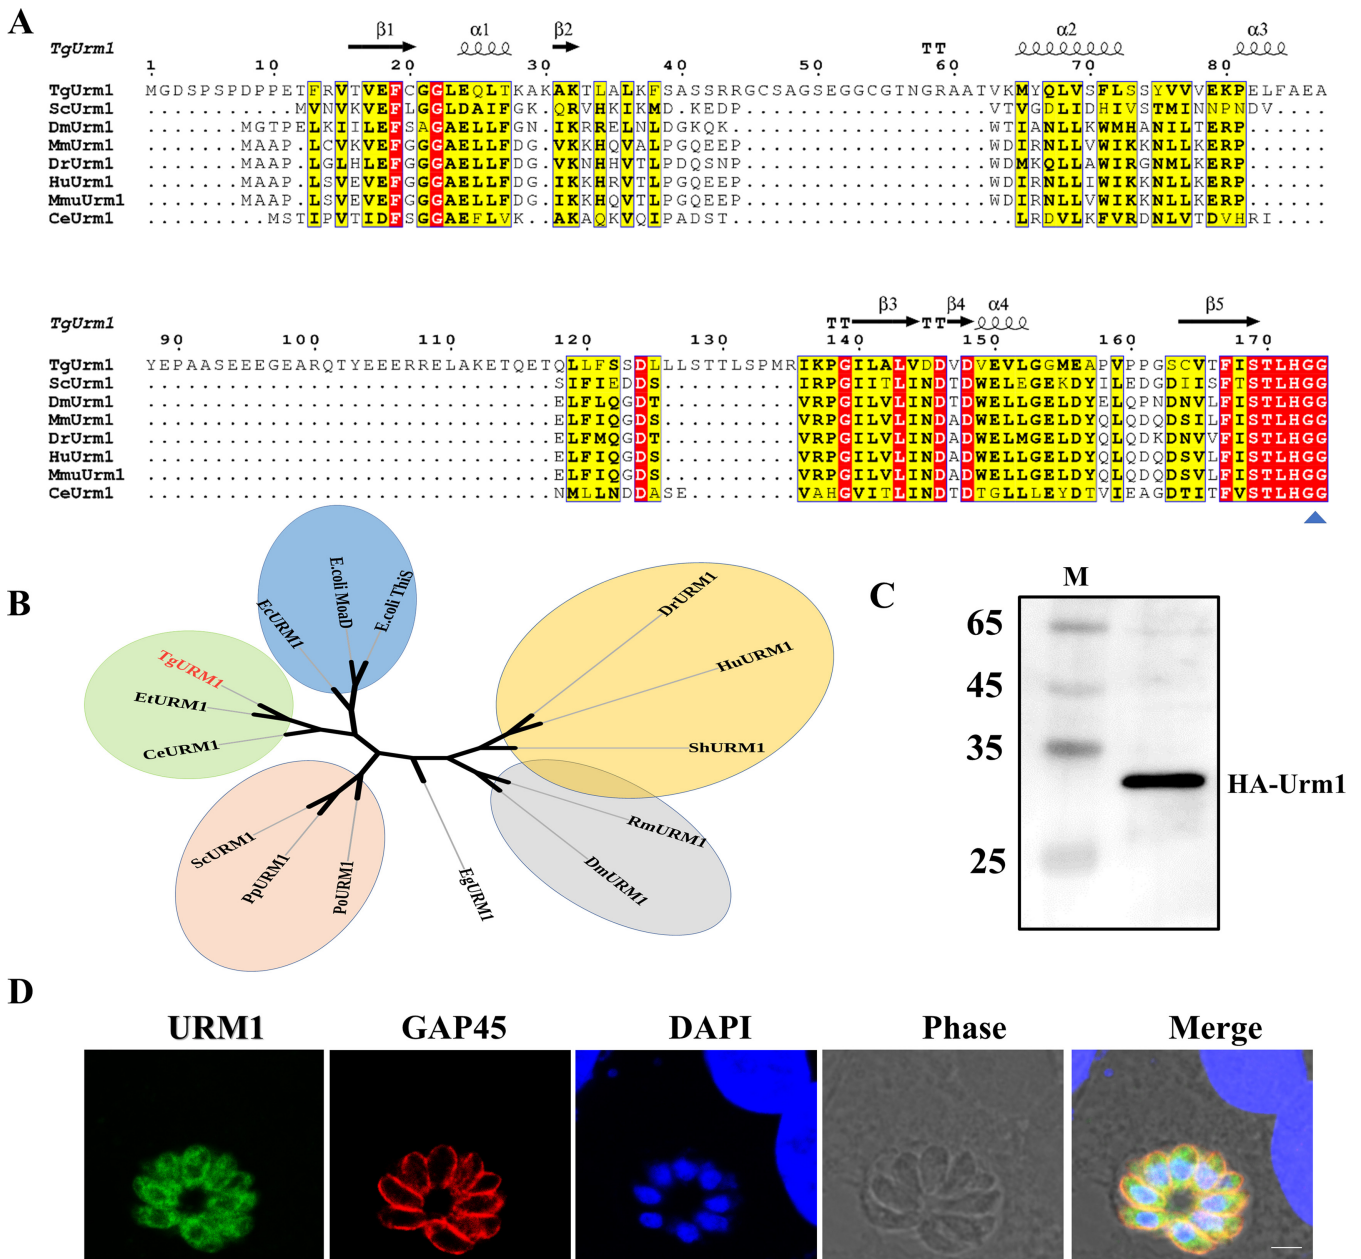 A
TgUrm1 β1 α1 β2 TT α2 α3
1 10 20 30 40 50 60 70 80
TgUrm1 MGDSPSPDPPETFRVTVEFCGGLEQLTKAKAKTLALKFSASSRRGCSAGSEGGCGTNGRAATVKMYQLVSFLSSYVVVEKPELFAEA
ScUrm1 ...........MVNVKVEFLGGLDAIFGK.QRVHKIKMD.KEDP..................VTVGDLIDHIVSTMINNPNDV....
DmUrm1 .......MGTPELKIILEFSAGAELLFGN.IKRRELNLDGKQK...................WTIANLLKWMHANILTERP......
MmUrm1 .......MAAP.LCVKVEFGGGAELLFDG.VKKHQVALPGQEEP..................WDIRNLLVWIKKNLLKERP......
DrUrm1 .......MAAP.LGLHLEFGGGAELLFDG.VKNHHVTLPDQSNP..................WDMKQLLAWIRGNMLKERP......
HuUrm1 .......MAAP.LSVEVEFGGGAELLFDG.IKKHRVTLPGQEEP..................WDIRNLLIWIKKNLLKERP......
MmuUrm1 .......MAAP.LSVEVEFGGGAELLFDG.IKKHQVTLPGQEEP..................WDIRNLLVWIKKNLLKERP......
CeUrm1 .........MSTIPVTIDFSGGAEFLVK.AKAQKVQIPADST....................LRDVLKFVRDNLVTDVHRI......
TgUrm1 TT β3 TT β4 α4 β5
90 100 110 120 130 140 150 160 170
TgUrm1 YEPAASEEEGEARQTYEEERRELAKETQETQLLFSSDLLLSTTLSPMRIKPGILALVDDVDVEVLGGMEAPVPPGSCVTFISTLHGG
ScUrm1 ..............................SLFIEDDS..........IRPGIITLINDTDWELEGEKDYILEDGDIISFTSTLHGG
DmUrm1 ..............................ELFLQGDT..........VRPGILVLINDTDWELLGELDYELQPNDNVLFISTLHGG
MmUrm1 ..............................ELFIQGDS..........VRPGILVLINDADWELLGELDYQLQDQDSILFISTLHGG
DrUrm1 ..............................ELFMQGDT..........VRPGILVLINDADWELMGELDYQLQDKDNVVFISTLHGG
HuUrm1 ..............................ELFIQGDS..........VRPGILVLINDADWELLGELDYQLQDQDSVLFISTLHGG
MmuUrm1 ..............................ELFIQGDS..........VRPGILVLINDADWELLGELDYQLQDQDSVLFISTLHGG
CeUrm1 ..............................NMLLNDDASE........VAHGVITLINDTDTGLLLEYDTVIEAGDTITFVSTLHGG
B
E.coli MoaD
E.coli ThiS
EcURM1
TgURM1
EtURM1
CeURM1
DrURM1
HuURM1
ShURM1
RmURM1
DmURM1
EgURM1
ScURM1
PpURM1
PoURM1
C
M
65
45
35
25
HA-Urm1
D
URM1 GAP45 DAPI Phase Merge